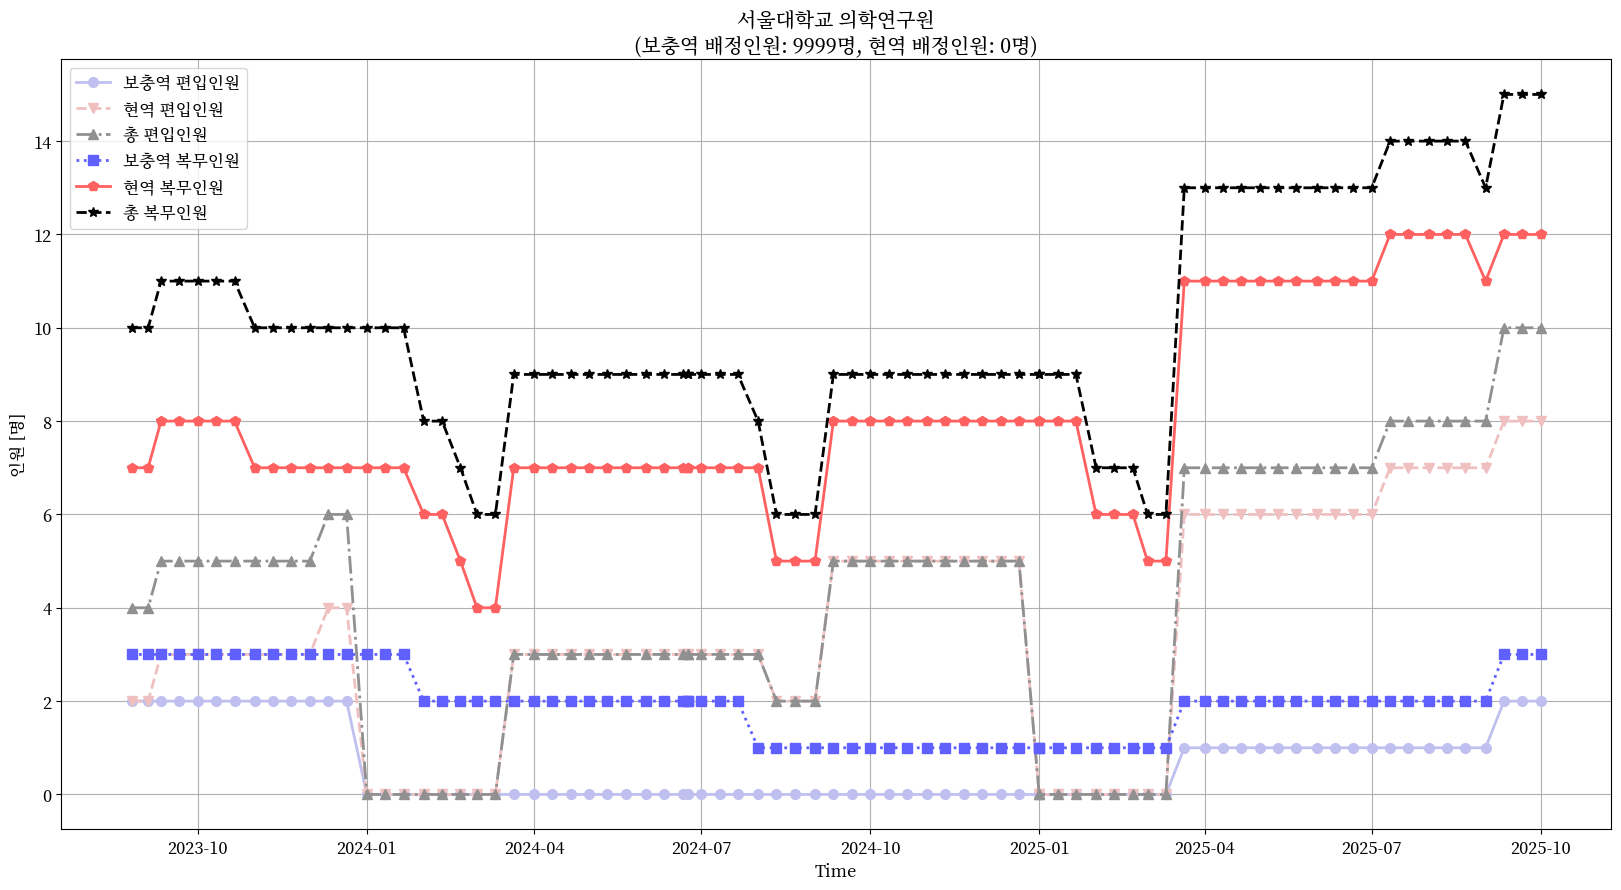 서울대학교 의학연구원
(보충역 배정인원: 9999명, 현역 배정인원: 0명)
보충역 편입인원
현역 편입인원
총 편입인원
보충역 복무인원
현역 복무인원
총 복무인원
인원 [명]
14
12
10
8
6
4
2
0
2023-10
2024-01
2024-04
2024-07
2024-10
2025-01
2025-04
2025-07
2025-10
Time